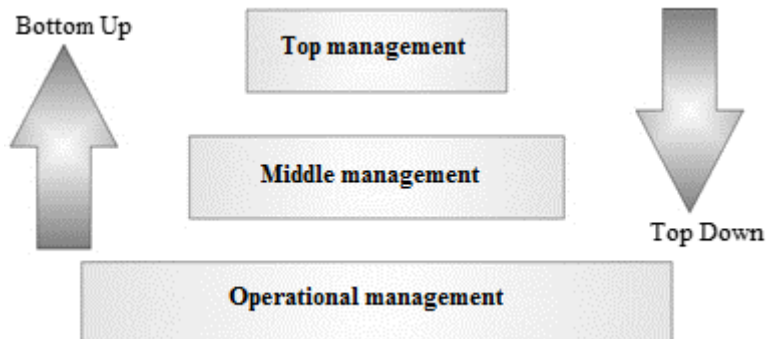 Bottom Up
Top management
Middle management
Top Down
Operational management